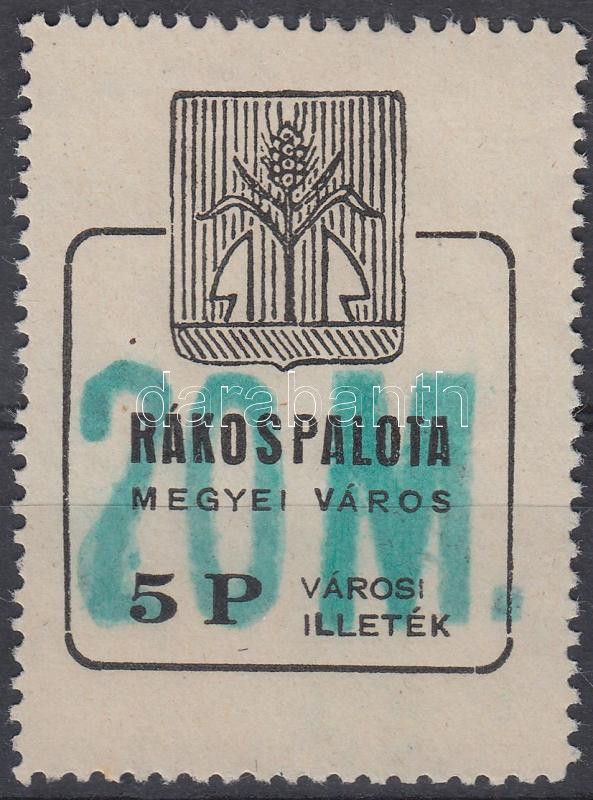 20 M.
darabanth
RÁKOSPALOTA
MEGYEI VÁROS
5 P
VÁROSI
ILLETÉK